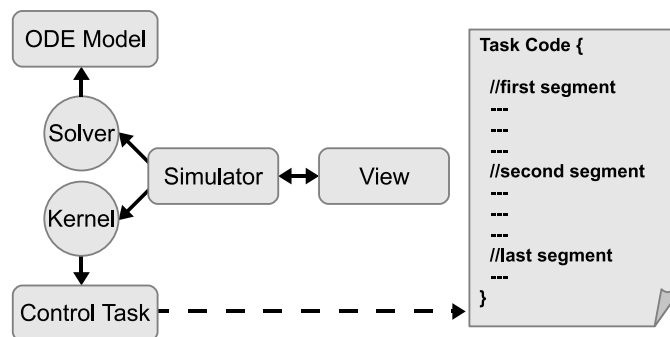 ODE Model
Solver
Simulator
View
Kernel
Control Task
Task Code {
//first segment
---
---
---
//second segment
---
---
---
//last segment
---
}